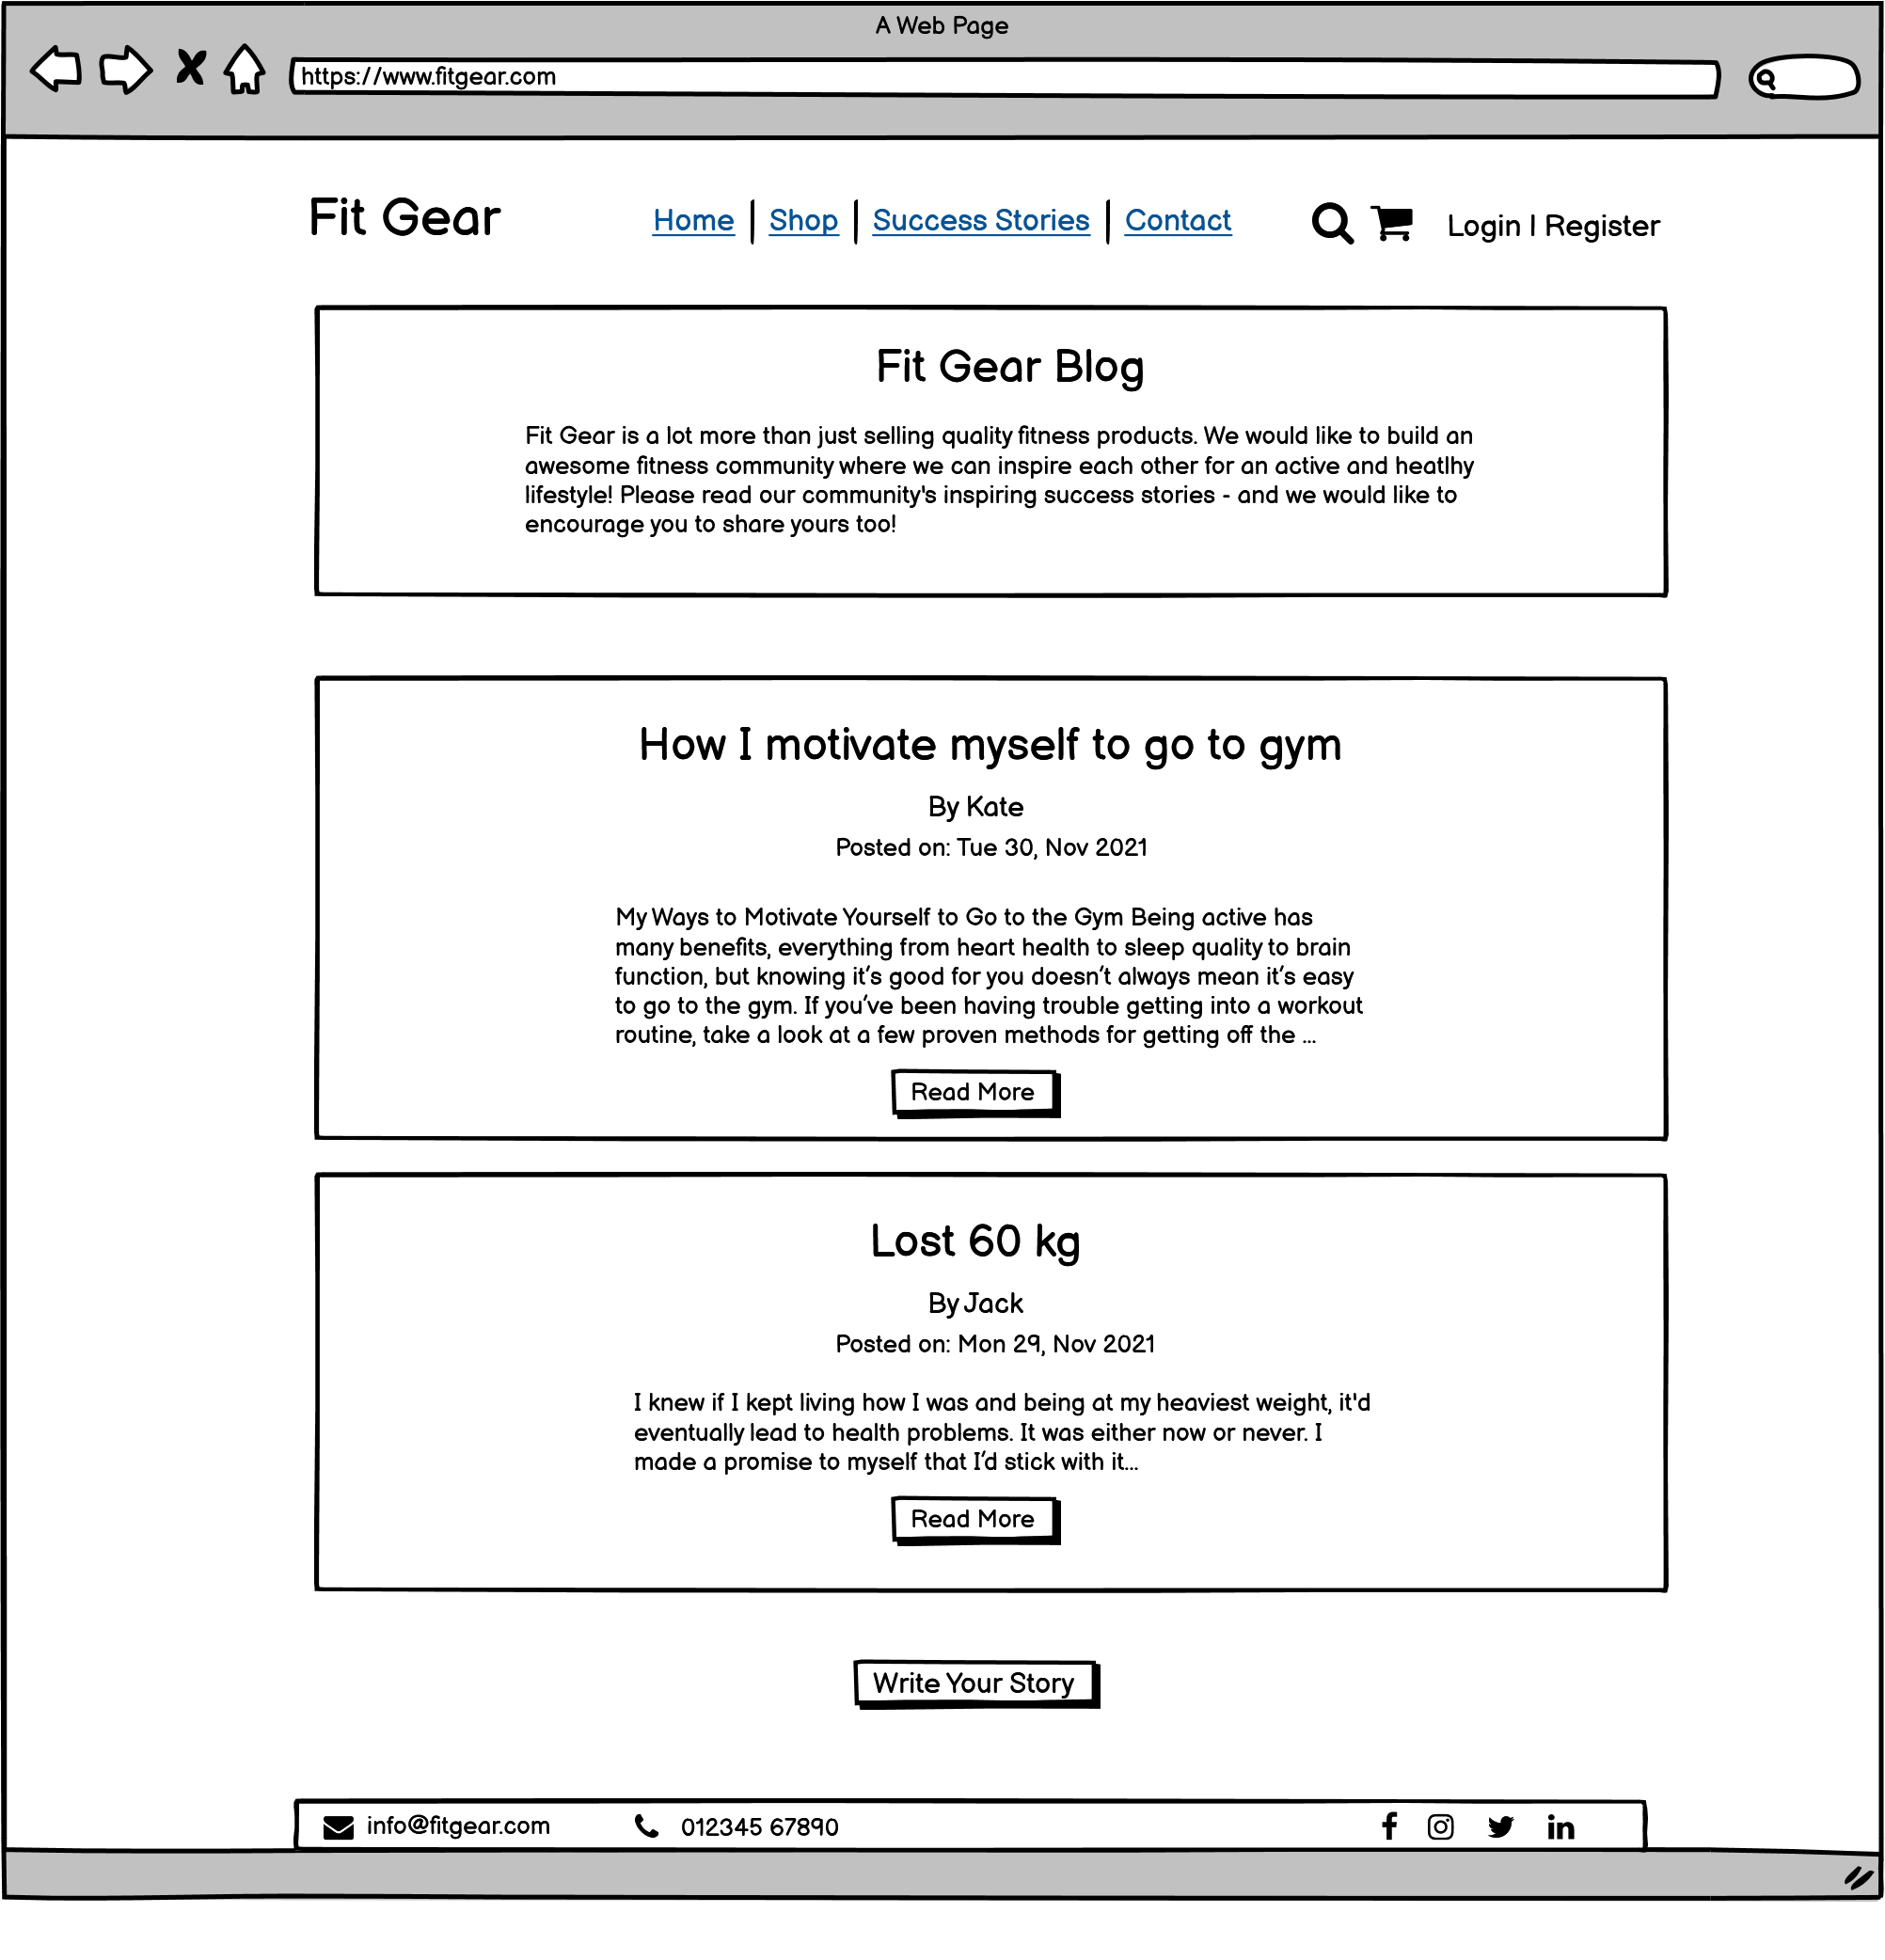 A Web Page
https://www.fitgear.com
Fit Gear
Home | Shop | Success Stories | Contact
Login | Register
Fit Gear Blog
Fit Gear is a lot more than just selling quality fitness products. We would like to build an
awesome fitness community where we can inspire each other for an active and heatlhy
lifestyle! Please read our community's inspiring success stories - and we would like to
encourage you to share yours too!
How I motivate myself to go to gym
By Kate
Posted on: Tue 30, Nov 2021
My Ways to Motivate Yourself to Go to the Gym Being active has
many benefits, everything from heart health to sleep quality to brain
function, but knowing it’s good for you doesn’t always mean it’s easy
to go to the gym. If you’ve been having trouble getting into a workout
routine, take a look at a few proven methods for getting off the ...
Read More
Lost 60 kg
By Jack
Posted on: Mon 29, Nov 2021
I knew if I kept living how I was and being at my heaviest weight, it'd
eventually lead to health problems. It was either now or never. I
made a promise to myself that I’d stick with it...
Read More
Write Your Story
info@fitgear.com
012345 67890